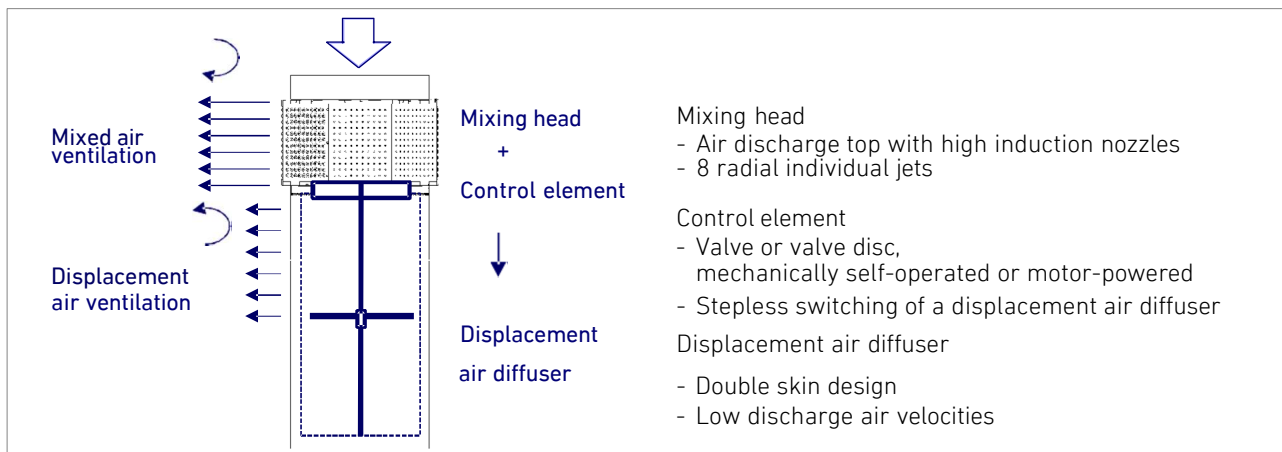 Mixed air
ventilation
Displacement
air ventilation
Mixing head
+
Control element
Displacement
air diffuser
Mixing head
- Air discharge top with high induction nozzles
- 8 radial individual jets
Control element
- Valve or valve disc,
mechanically self-operated or motor-powered
- Stepless switching of a displacement air diffuser
Displacement air diffuser
- Double skin design
- Low discharge air velocities